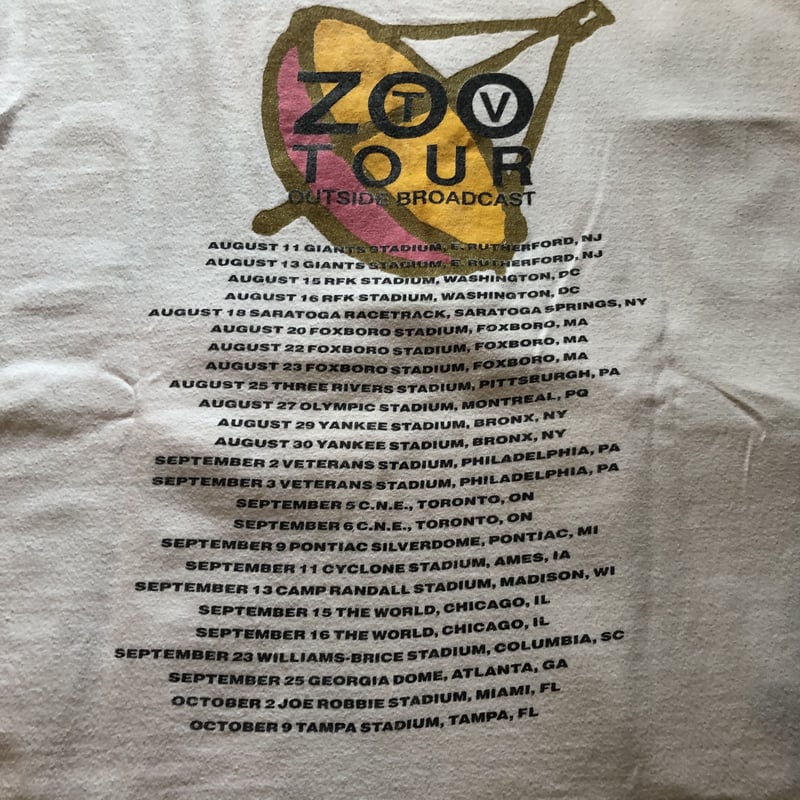 ZOO
TV
TOUR
OUTSIDE BROADCAST
AUGUST 11 GIANTS STADIUM, E. RUTHERFORD, NJ
AUGUST 13 GIANTS STADIUM, E. RUTHERFORD, NJ
AUGUST 15 RFK STADIUM, WASHINGTON, DC
AUGUST 16 RFK STADIUM, WASHINGTON, DC
AUGUST 18 SARATOGA RACETRACK, SARATOGA SPRINGS, NY
AUGUST 20 FOXBORO STADIUM, FOXBORO, MA
AUGUST 22 FOXBORO STADIUM, FOXBORO, MA
AUGUST 23 FOXBORO STADIUM, FOXBORO, MA
AUGUST 25 THREE RIVERS STADIUM, PITTSBURGH, PA
AUGUST 27 OLYMPIC STADIUM, MONTREAL, PQ
AUGUST 29 YANKEE STADIUM, BRONX, NY
AUGUST 30 YANKEE STADIUM, BRONX, NY
SEPTEMBER 2 VETERANS STADIUM, PHILADELPHIA, PA
SEPTEMBER 3 VETERANS STADIUM, PHILADELPHIA, PA
SEPTEMBER 5 C.N.E., TORONTO, ON
SEPTEMBER 6 C.N.E., TORONTO, ON
SEPTEMBER 9 PONTIAC SILVERDOME, PONTIAC, MI
SEPTEMBER 11 CYCLONE STADIUM, AMES, IA
SEPTEMBER 13 CAMP RANDALL STADIUM, MADISON, WI
SEPTEMBER 15 THE WORLD, CHICAGO, IL
SEPTEMBER 16 THE WORLD, CHICAGO, IL
SEPTEMBER 23 WILLIAMS-BRICE STADIUM, COLUMBIA, SC
SEPTEMBER 25 GEORGIA DOME, ATLANTA, GA
OCTOBER 2 JOE ROBBIE STADIUM, MIAMI, FL
OCTOBER 9 TAMPA STADIUM, TAMPA, FL